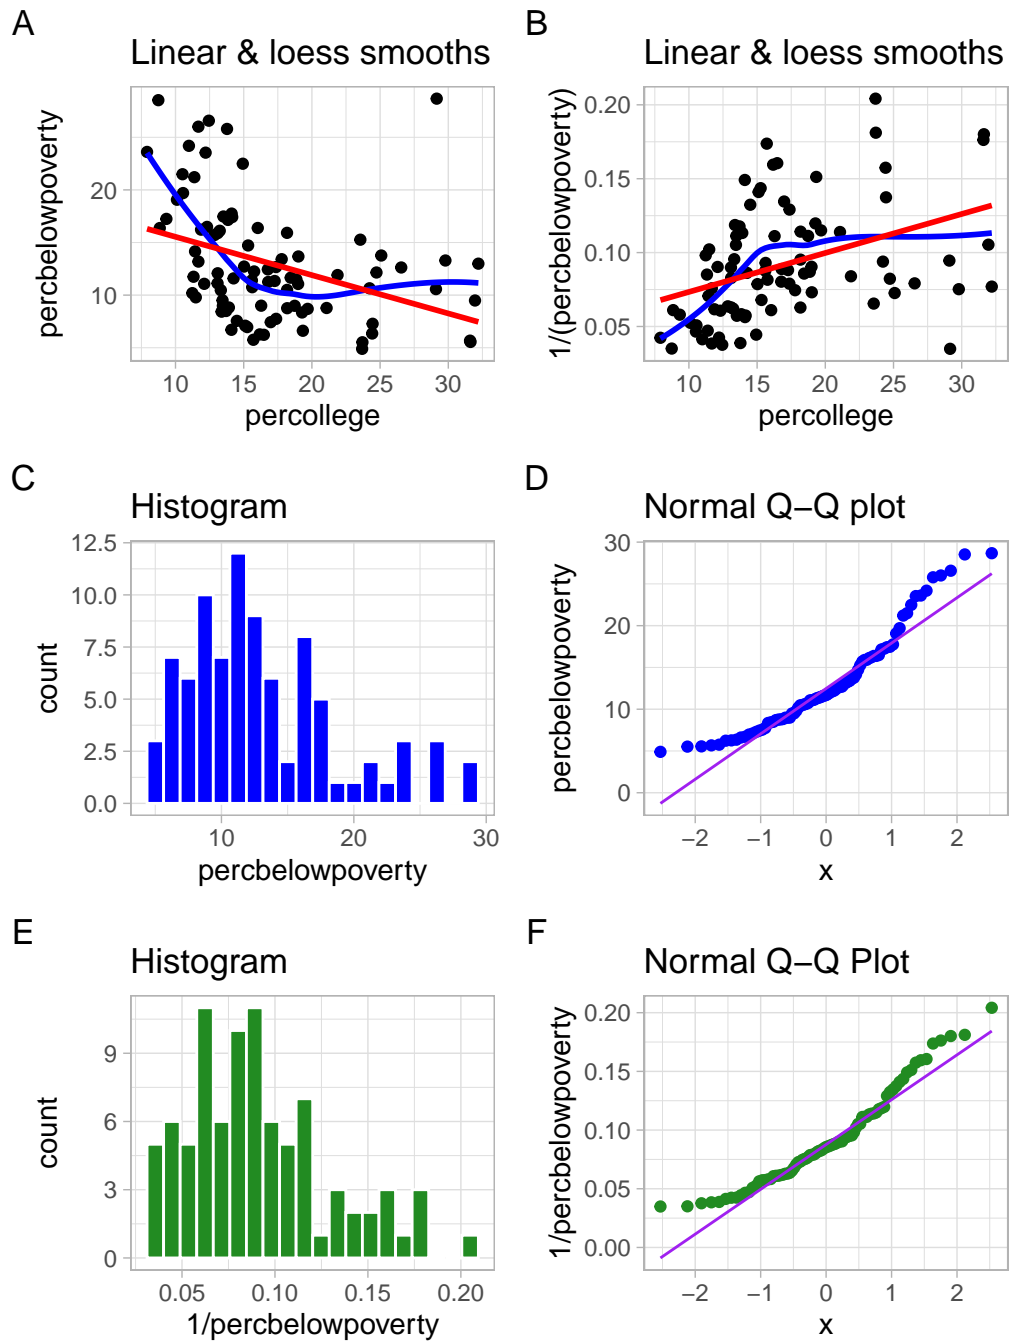 A
Linear & loess smooths
percbelowpoverty
20
10
10 15 20 25 30
percollege
B
Linear & loess smooths
1/(percbelowpoverty)
0.20
0.15
0.10
0.05
10 15 20 25 30
percollege
C
Histogram
count
12.5
10.0
7.5
5.0
2.5
0.0
10 20 30
percbelowpoverty
D
Normal Q−Q plot
percbelowpoverty
30
20
10
0
−2 −1 0 1 2
x
E
Histogram
count
9
6
3
0
0.05 0.10 0.15 0.20
1/percbelowpoverty
F
Normal Q−Q Plot
1/percbelowpoverty
0.20
0.15
0.10
0.05
0.00
−2 −1 0 1 2
x